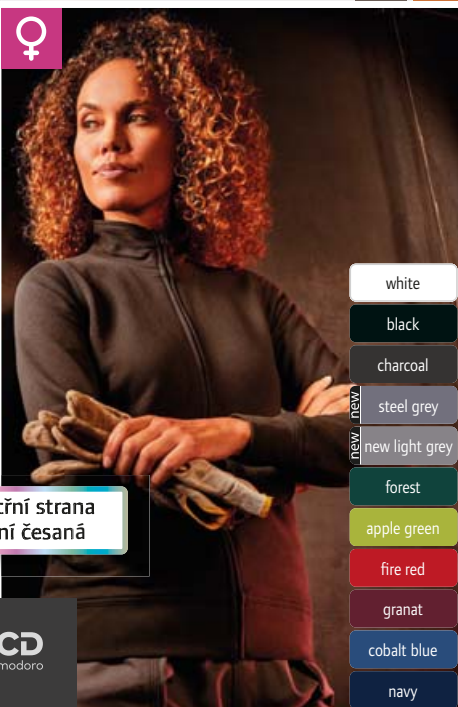 white
black
charcoal
new steel grey
new new light grey
forest
apple green
fire red
granat
cobalt blue
navy
strana
ní česaná
CD
modoro